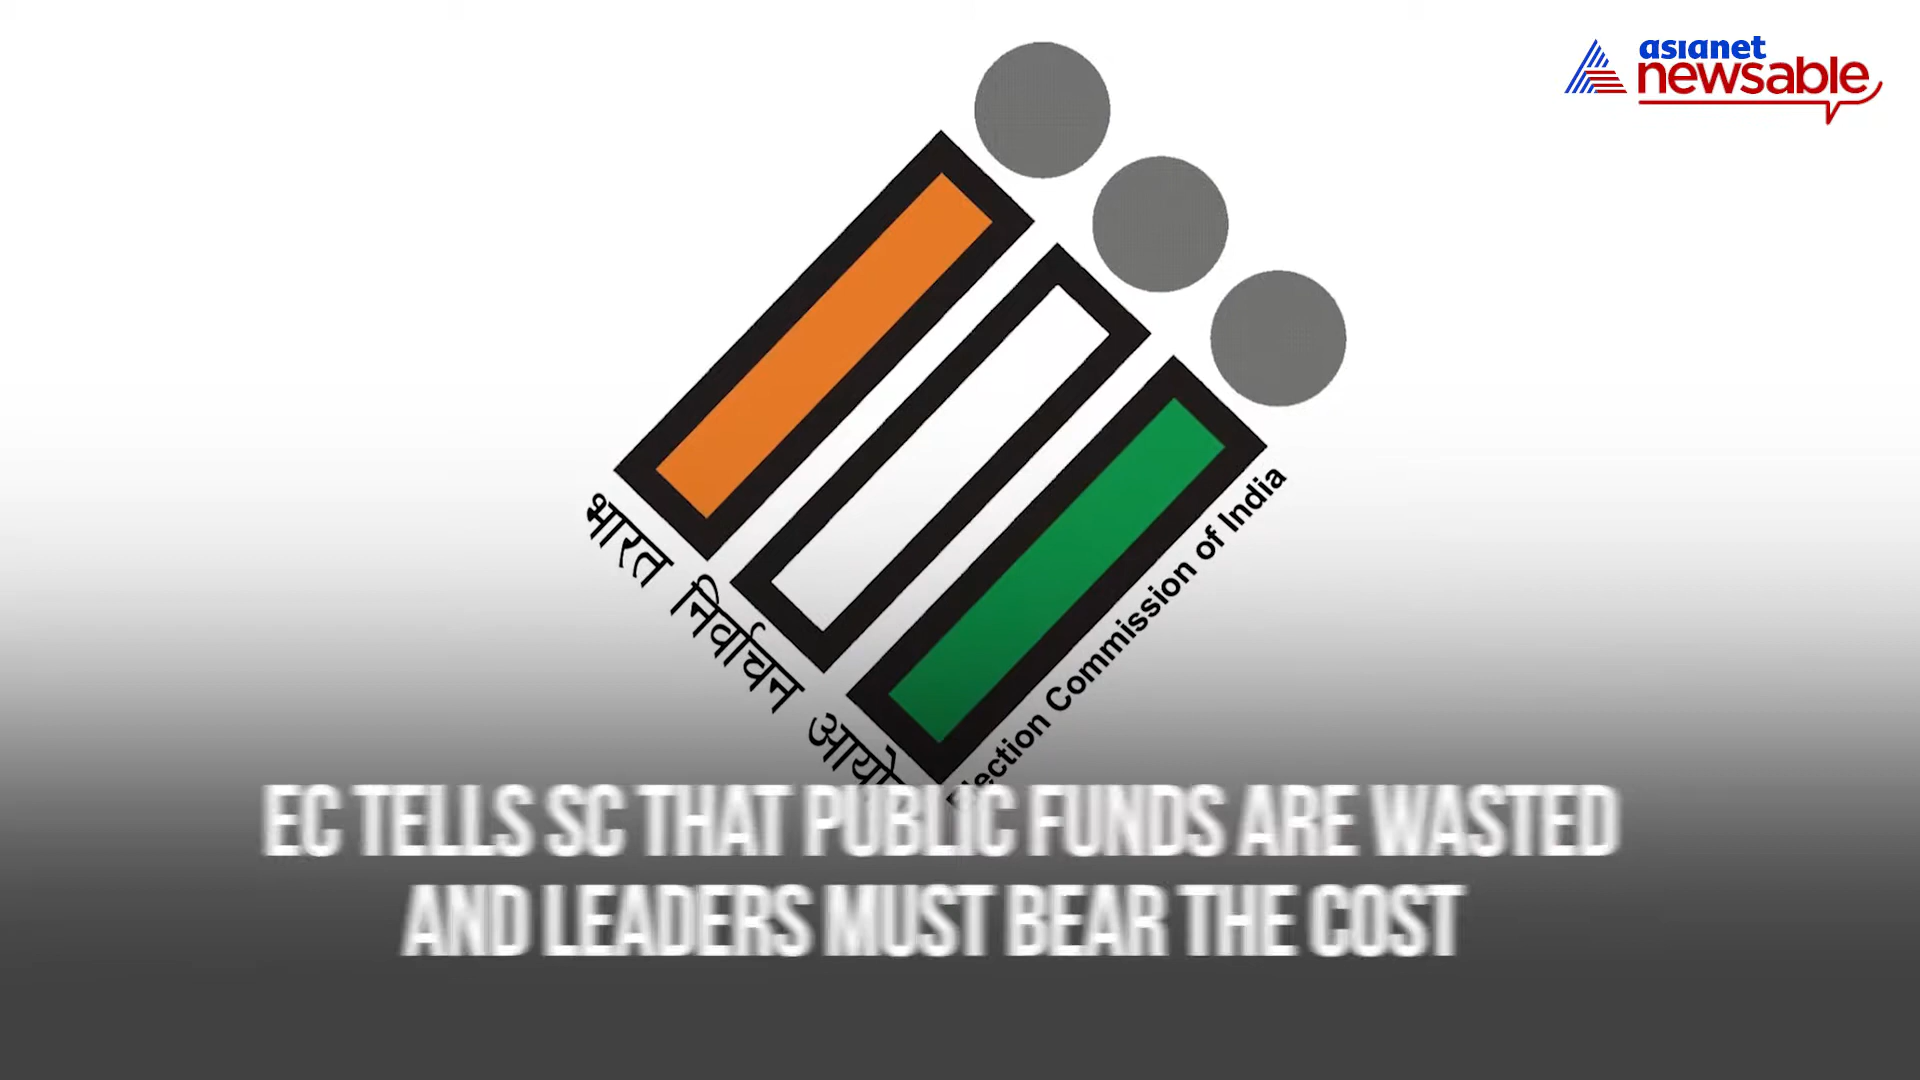 asianet
newsable
भारत निर्वाचन
Election Commission of India
EC TELLS SC THAT PUBLIC FUNDS ARE WASTED
AND LEADERS MUST BEAR THE COST